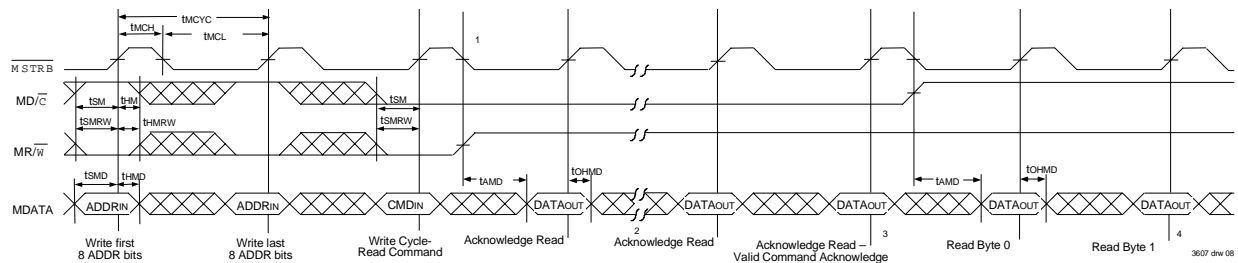 tMCYC
tMCH
tMCL
1
MSTRB
MD/C
tSM
tHM
tSM
tSMRW
tHMRW
tSMRW
MR/W
tSMD
tHMD
tAMD
tOHMD
tAMD
tOHMD
MDATA
ADDRIN
ADDRIN
CMDIN
DATAOUT
DATAOUT
DATAOUT
DATAOUT
DATAOUT
2
3
4
Write first
8 ADDR bits
Write last
8 ADDR bits
Write Cycle-
Read Command
Acknowledge Read
Acknowledge Read
Acknowledge Read –
Valid Command Acknowledge
Read Byte 0
Read Byte 1
3607 drw 08